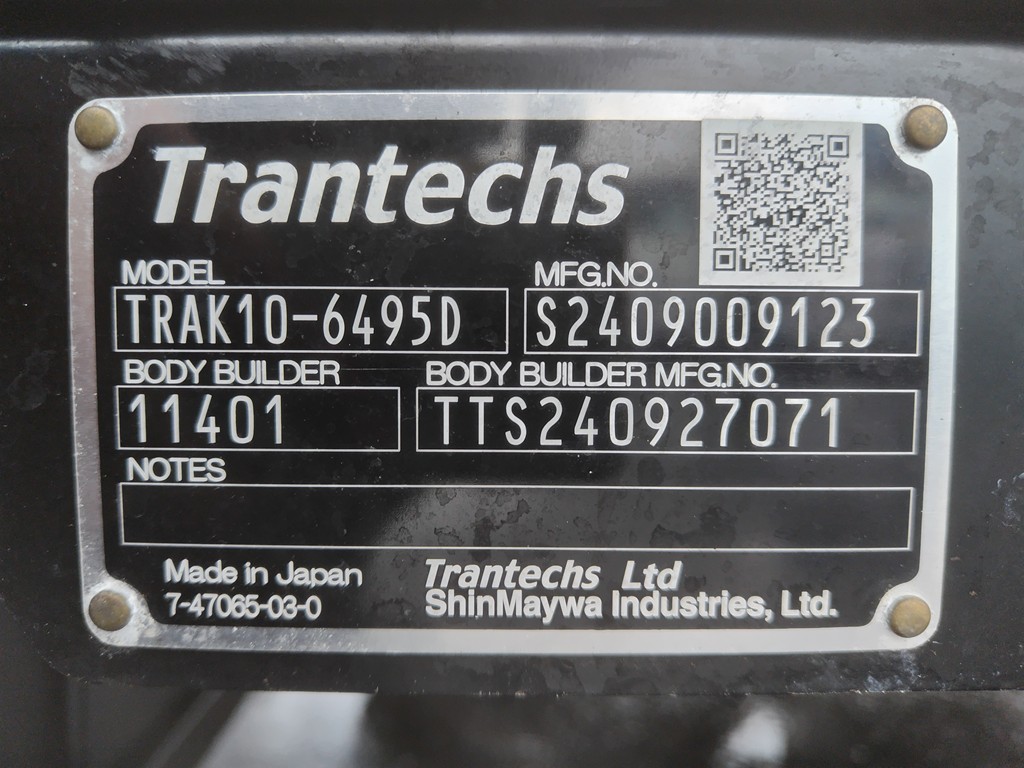 Trantechs
MODEL MFG.NO.
TRAK10-6495D S2409009123
BODY BUILDER BODY BUILDER MFG.NO.
11401 TTS240927071
NOTES
Made in Japan Trantechs Ltd
7-47065-03-0 ShinMaywa Industries, Ltd.